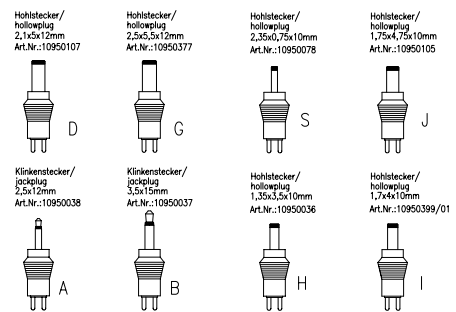 Hohlstecker/
hollowplug
2,1x5x12mm
Art.Nr.:10950107
D
Hohlstecker/
hollowplug
2,5x5,5x12mm
Art.Nr.:10950377
G
Hohlstecker/
hollowplug
2,35x0,75x10mm
Art.Nr.:10950078
S
Hohlstecker/
hollowplug
1,75x4,75x10mm
Art.Nr.:10950105
J
Klinkenstecker/
jackplug
2,5x12mm
Art.Nr.:10950038
A
Klinkenstecker/
jackplug
3,5x15mm
Art.Nr.:10950037
B
Hohlstecker/
hollowplug
1,35x3,5x10mm
Art.Nr.:10950036
H
Hohlstecker/
hollowplug
1,7x4x10mm
Art.Nr.:10950399/01
I